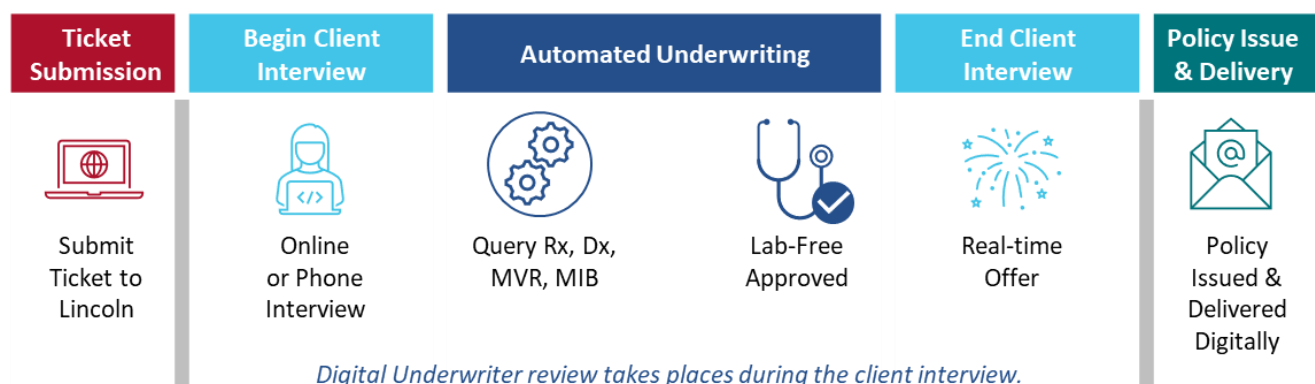 Ticket
Submission
Begin Client
Interview
Automated Underwriting
End Client
Interview
Policy Issue
& Delivery
</>
@
Submit
Ticket to
Lincoln
Online
or Phone
Interview
Query Rx, Dx,
MVR, MIB
Lab-Free
Approved
Real-time
Offer
Policy
Issued &
Delivered
Digitally
Digital Underwriter review takes places during the client interview.